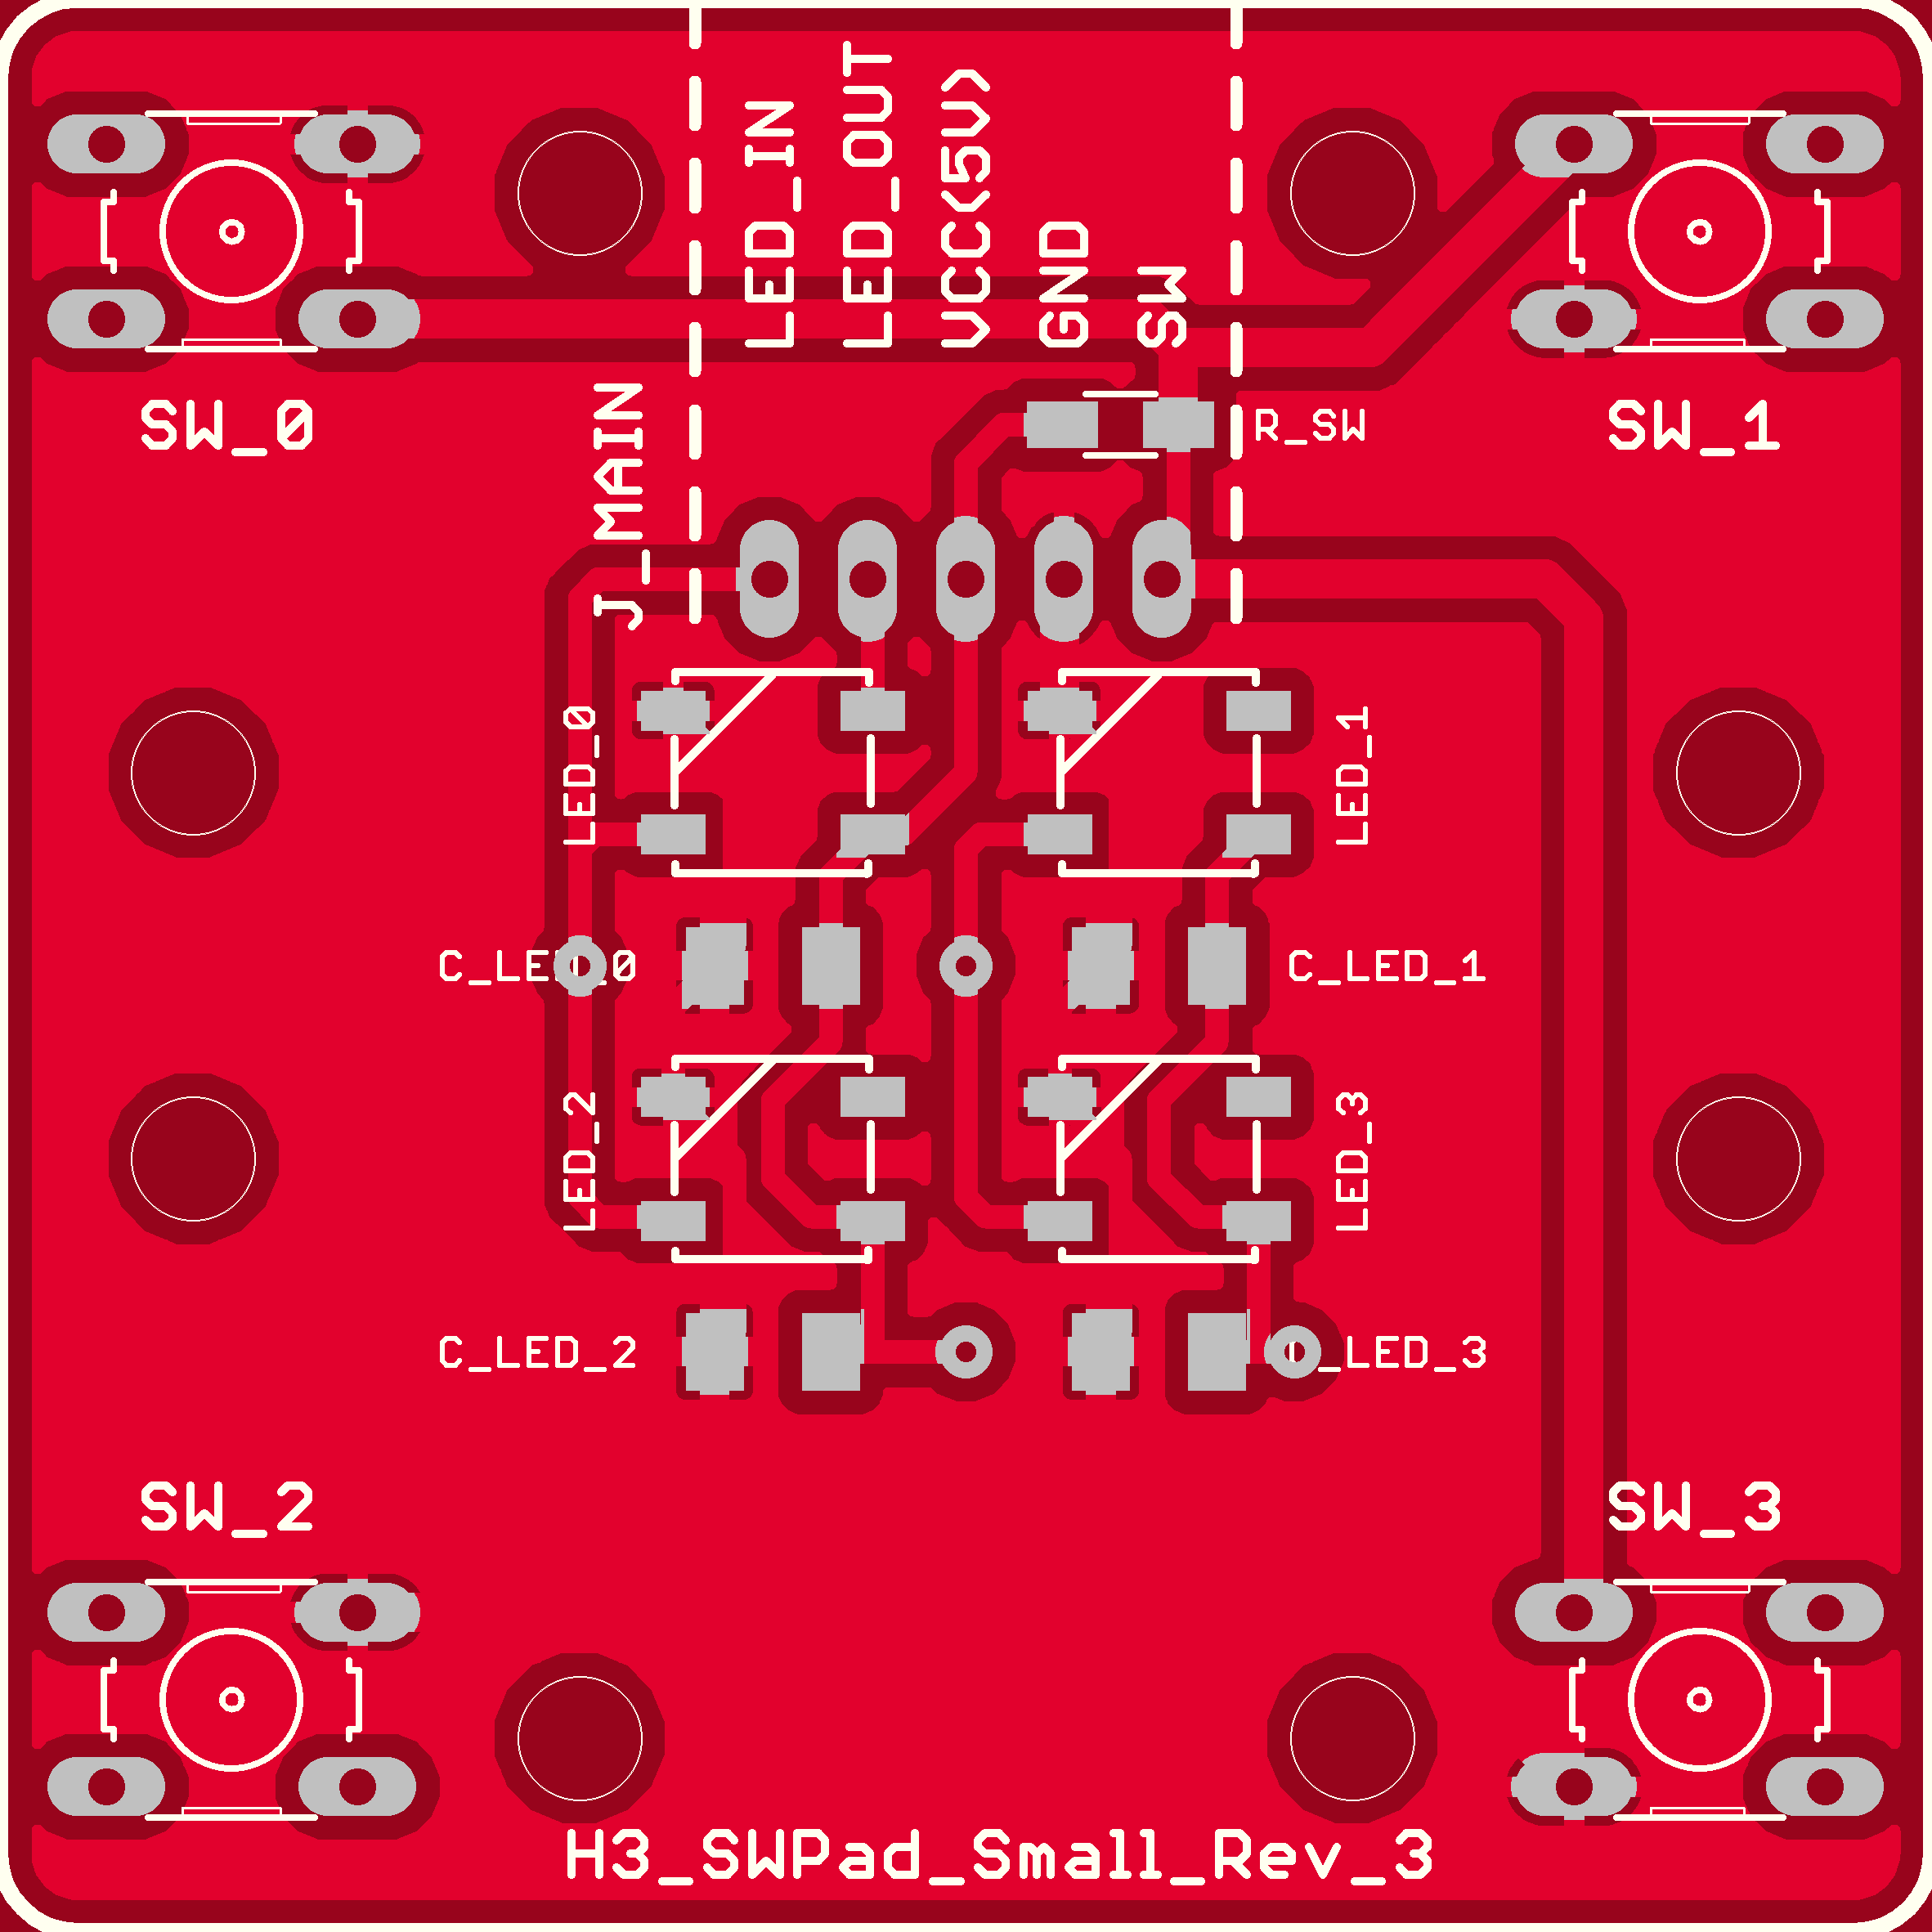 LED_IN
LED_OUT
VCC(5V)
GND
SW
J_MAIN
SW_0
R_SW
SW_1
LED_0
LED_1
C_LED_0
C_LED_1
LED_2
LED_3
C_LED_2
_LED_3
SW_2
SW_3
H3_SWPad_Small_Rev_3